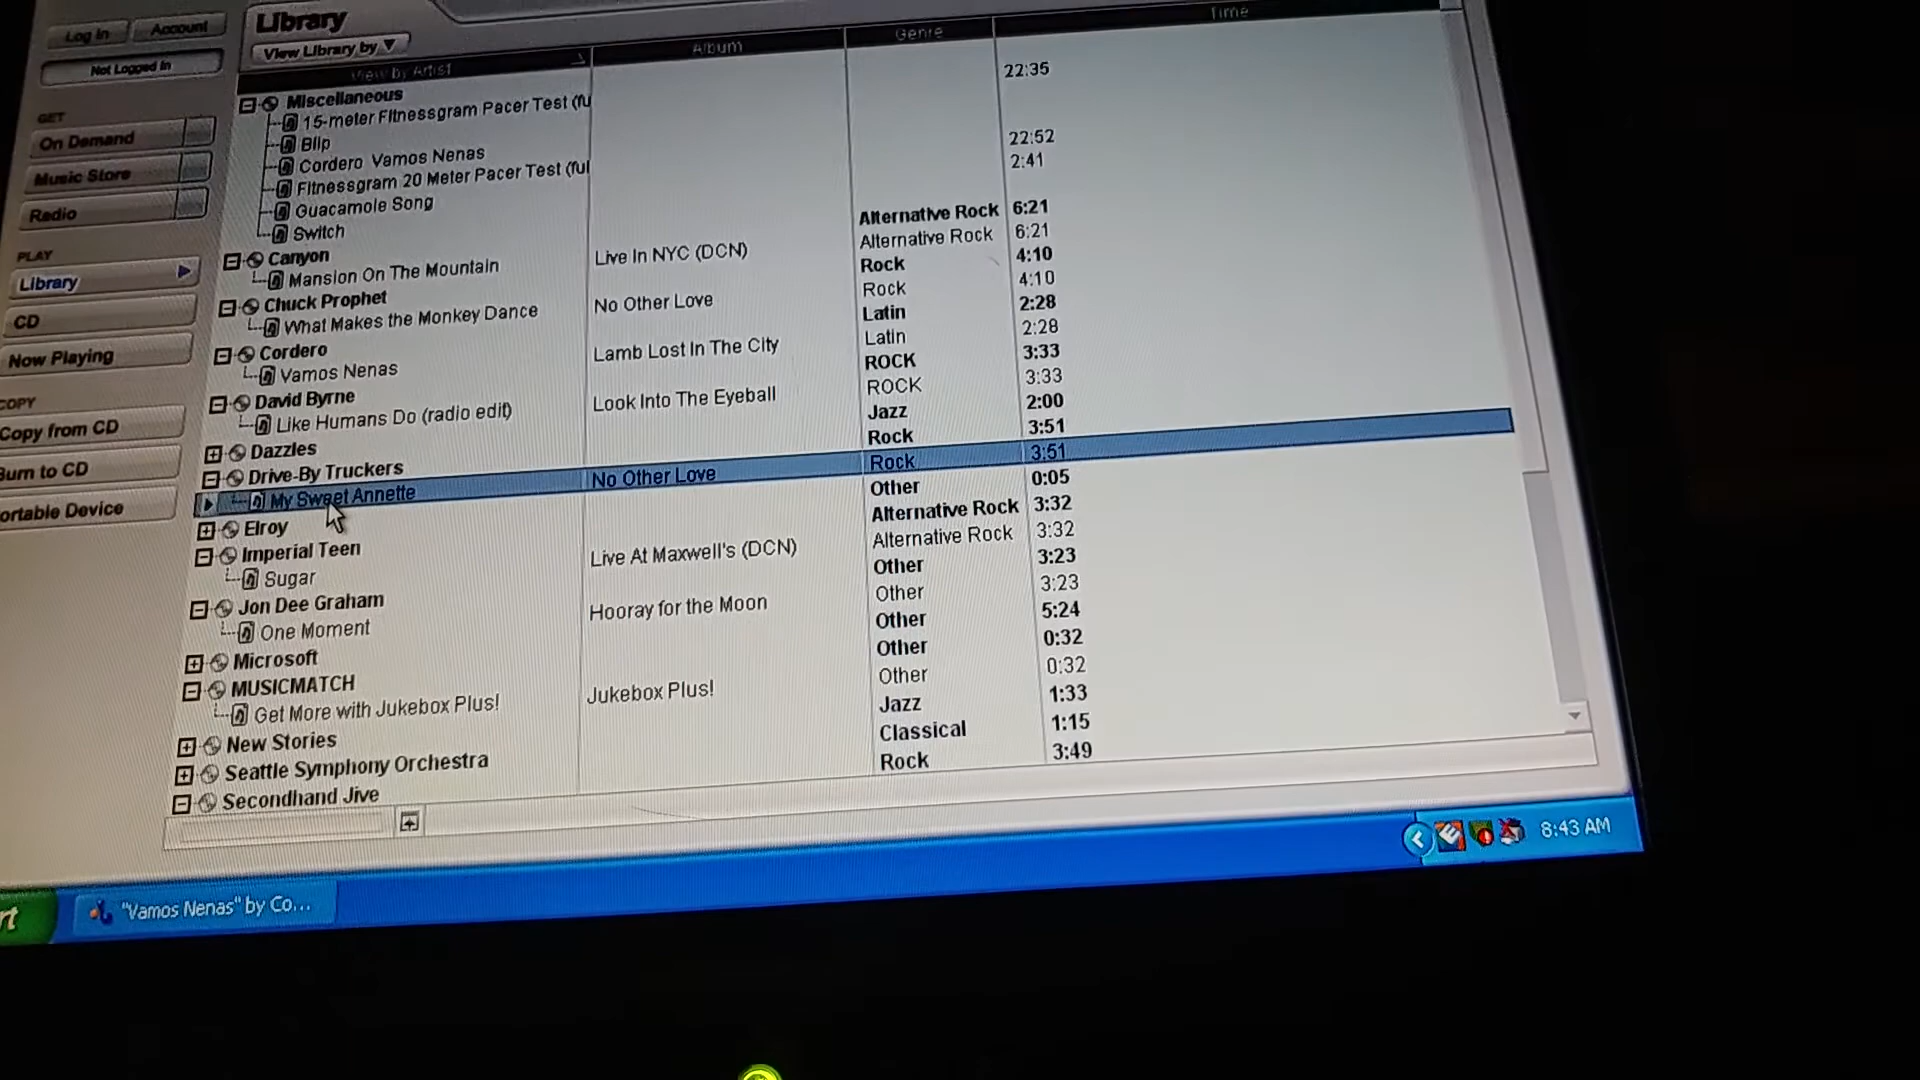 Log In
Account
Not Logged In
GET
On Demand
Music Store
Radio
PLAY
Library
CD
Now Playing
COPY
Copy from CD
Burn to CD
ortable Device
Library
View Library by
View by Artist Album Genre Time
Miscellaneous 22:35
15-meter Fitnessgram Pacer Test (fu
Blip
Cordero Vamos Nenas 22:52
Fitnessgram 20 Meter Pacer Test (ful 2:41
Guacamole Song
Switch
Canyon Alternative Rock 6:21
Mansion On The Mountain Live In NYC (DCN) Alternative Rock 6:21
Chuck Prophet Rock 4:10
What Makes the Monkey Dance No Other Love Rock 4:10
Cordero Latin 2:28
Vamos Nenas Lamb Lost In The City Latin 2:28
David Byrne ROCK 3:33
Like Humans Do (radio edit) Look Into The Eyeball ROCK 3:33
Dazzles Jazz 2:00
Drive-By Truckers Rock 3:51
My Sweet Annette No Other Love Rock 3:51
Elroy Other 0:05
Imperial Teen Alternative Rock 3:32
Sugar Live At Maxwell's (DCN) Alternative Rock 3:32
Jon Dee Graham Other 3:23
One Moment Hooray for the Moon Other 3:23
Microsoft Other 5:24
MUSICMATCH Other 0:32
Get More with Jukebox Plus! Jukebox Plus! Other 0:32
New Stories Jazz 1:33
Seattle Symphony Orchestra Classical 1:15
Secondhand Jive Rock 3:49
8:43 AM
rt
"Vamos Nenas" by Co...